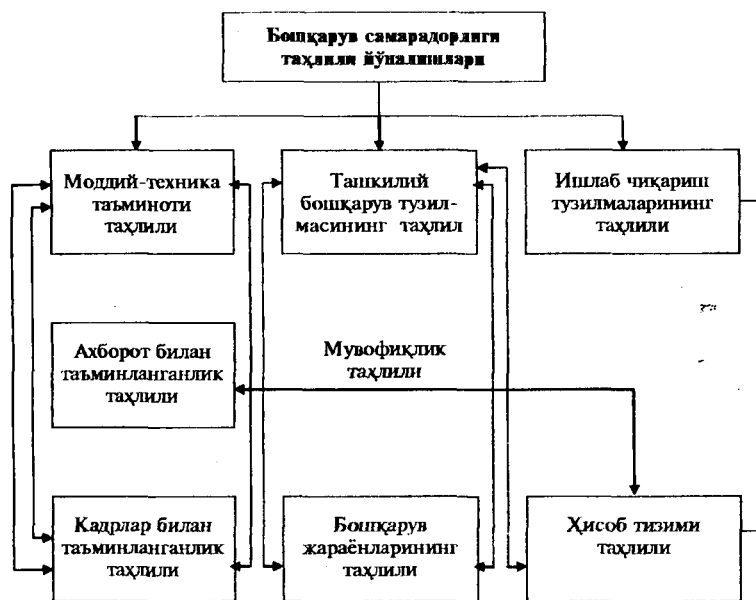 Бошқарув самарадорлиги
таҳлили йўналишлари
Моддий-техника
таъминоти
таҳлили
Ташкилий
бошқарув тузил-
масининг таҳлил
Ишлаб чиқариш
тузилмаларининг
таҳлили
Ахборот билан
таъминланганлик
таҳлили
Мувофиқлик
таҳлили
Кадрлар билан
таъминланганлик
таҳлили
Бошқарув
жараёнларининг
таҳлили
Ҳисоб тизими
таҳлили